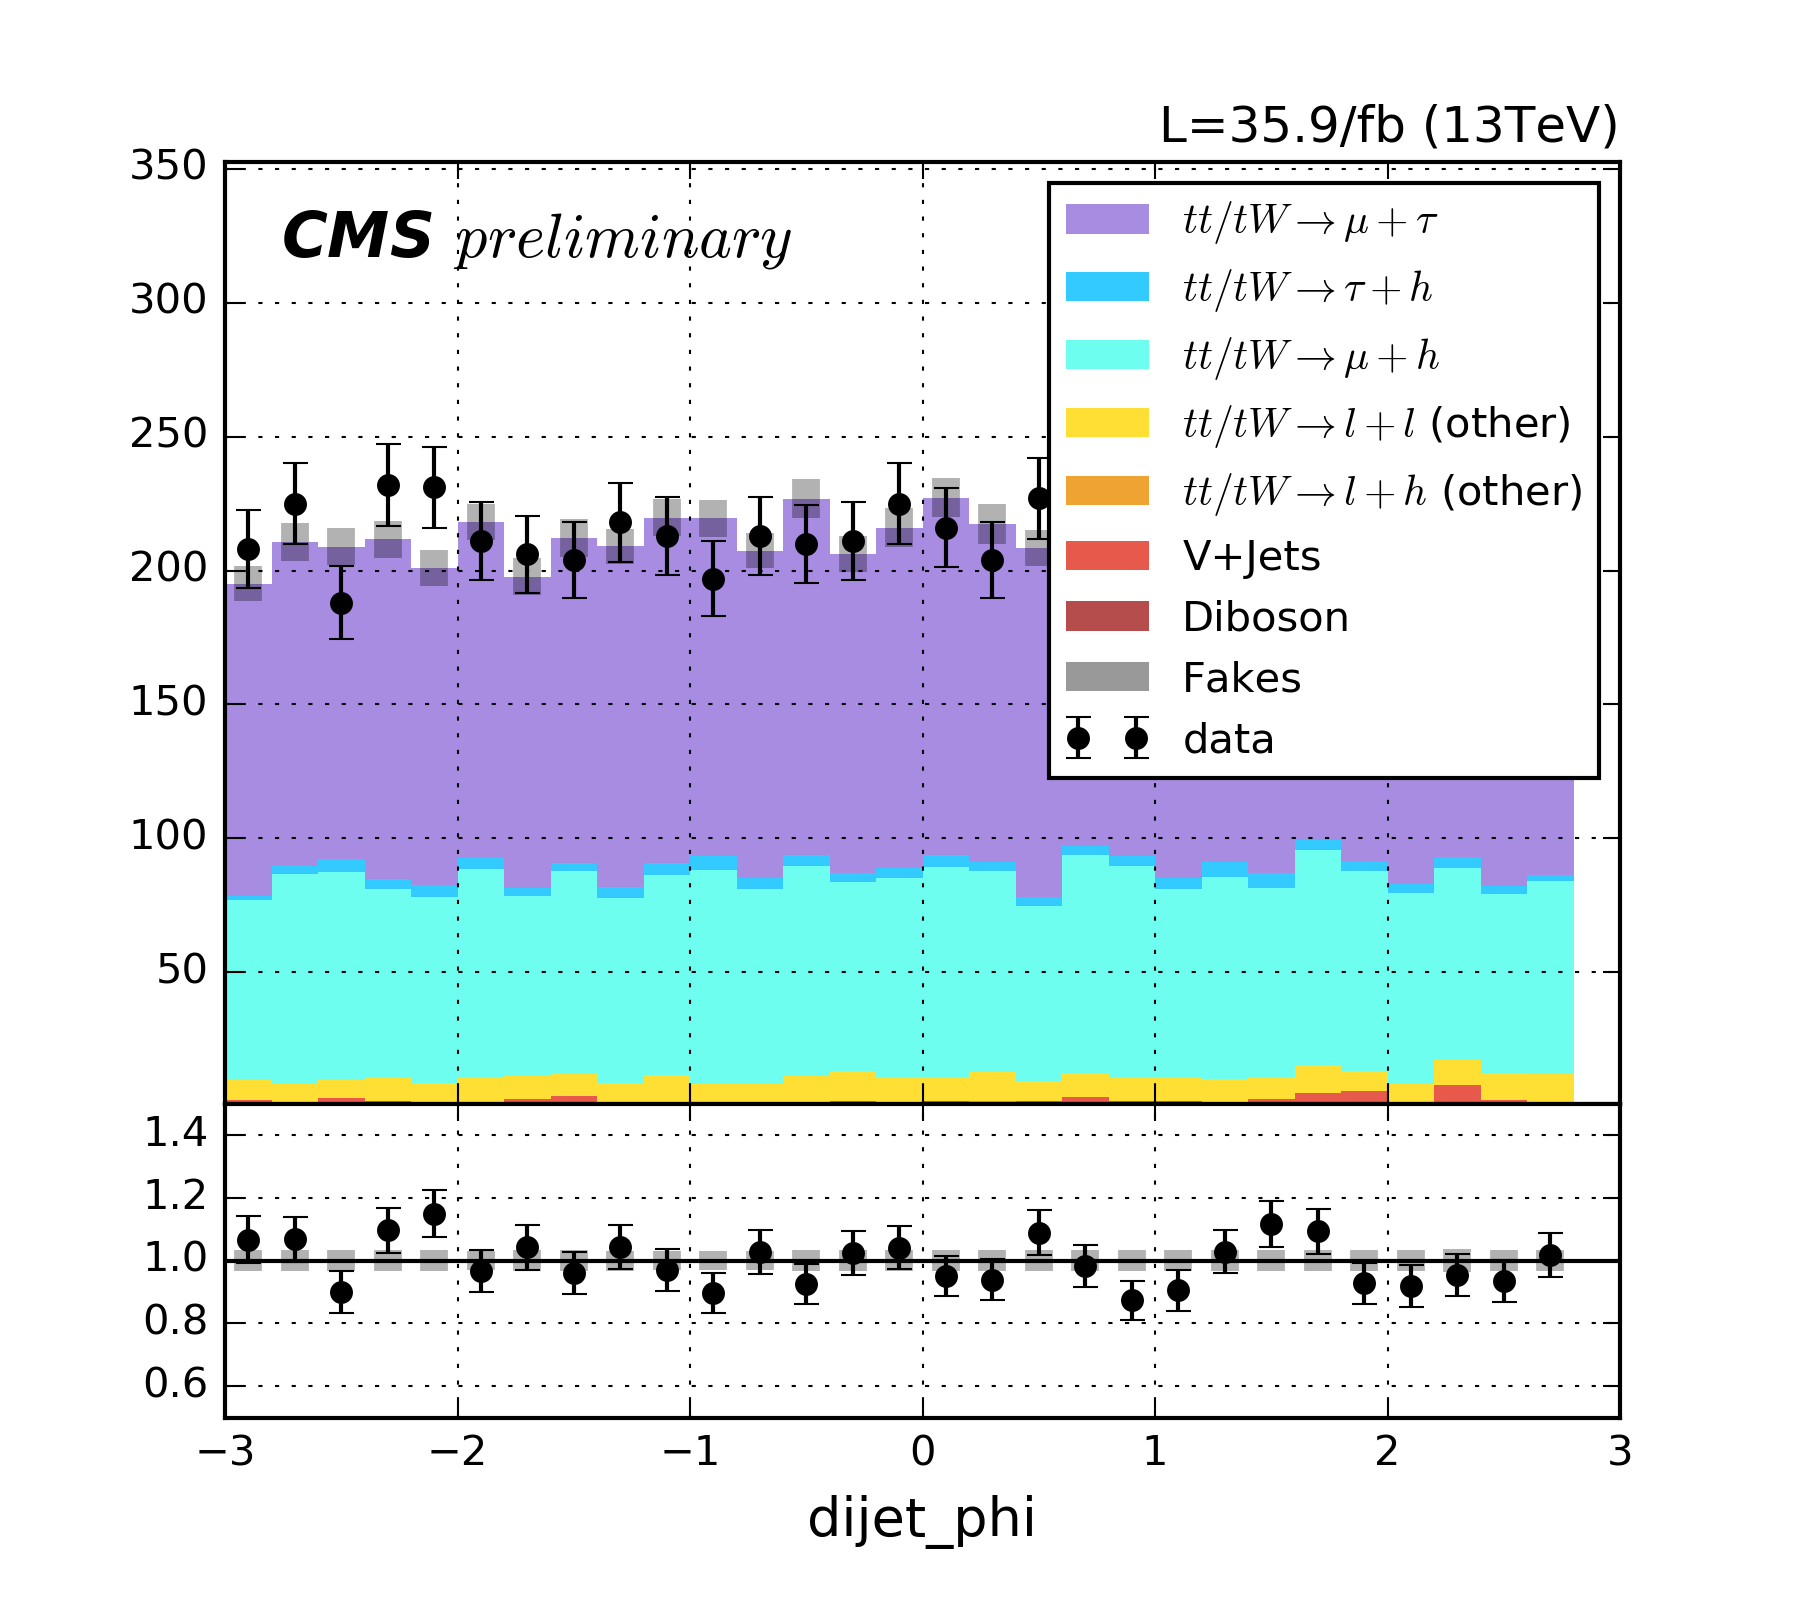 L=35.9/fb (13TeV)
CMS preliminary
350
300
250
200
150
100
50
tt/tW → μ + τ
tt/tW → τ + h
tt/tW → μ + h
tt/tW → l + l (other)
tt/tW → l + h (other)
V+Jets
Diboson
Fakes
data
1.4
1.2
1.0
0.8
0.6
−3 −2 −1 0 1 2 3
dijet_phi